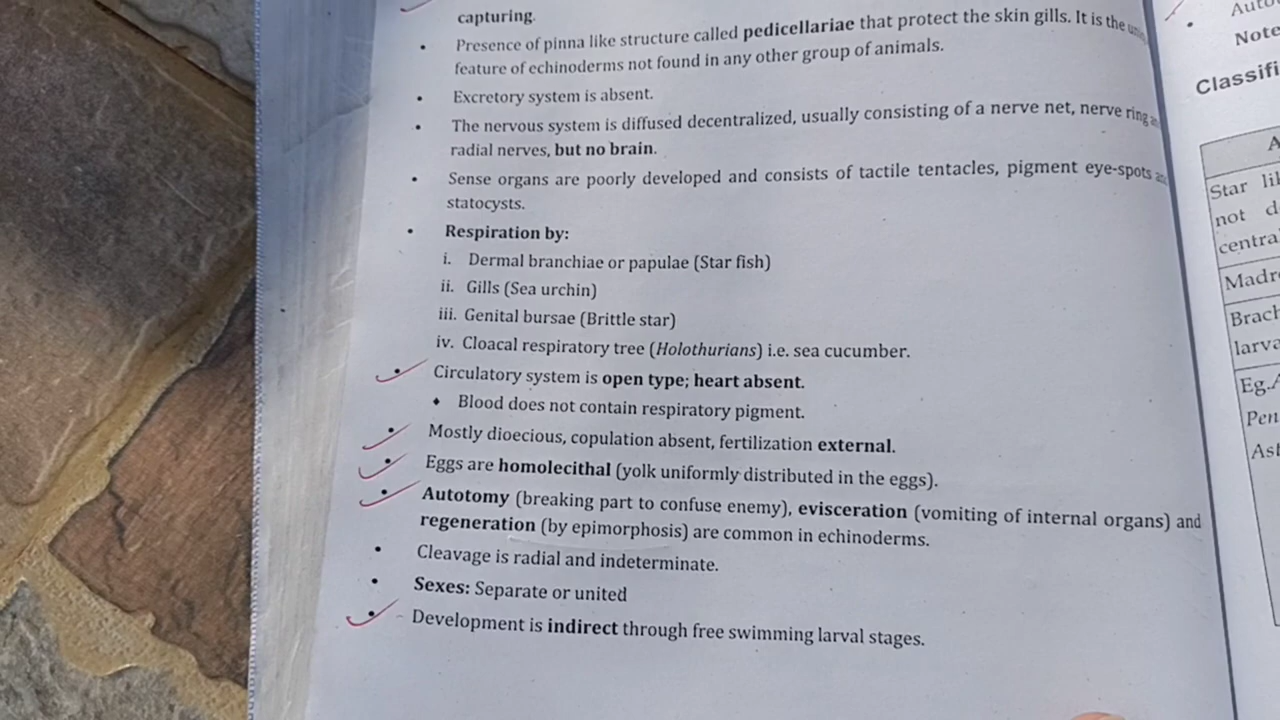 capturing.
• Presence of pinna like structure called pedicellariae that protect the skin gills. It is the
feature of echinoderms not found in any other group of animals.
• Excretory system is absent.
• The nervous system is diffused decentralized, usually consisting of a nerve net, nerve ring
radial nerves, but no brain.
• Sense organs are poorly developed and consists of tactile tentacles, pigment eye-spots
statocysts.
• Respiration by:
i. Dermal branchiae or papulae (Star fish)
ii. Gills (Sea urchin)
iii. Genital bursae (Brittle star)
iv. Cloacal respiratory tree (Holothurians) i.e. sea cucumber.
• Circulatory system is open type; heart absent.
♦ Blood does not contain respiratory pigment.
• Mostly dioecious, copulation absent, fertilization external.
• Eggs are homolecithal (yolk uniformly distributed in the eggs).
• Autotomy (breaking part to confuse enemy), evisceration (vomiting of internal organs) and
regeneration (by epimorphosis) are common in echinoderms.
• Cleavage is radial and indeterminate.
• Sexes: Separate or united
• Development is indirect through free swimming larval stages.
Note
Classifi
A
Star li
not d
centra
Madre
Brach
larva
Eg.
Pen
Ast